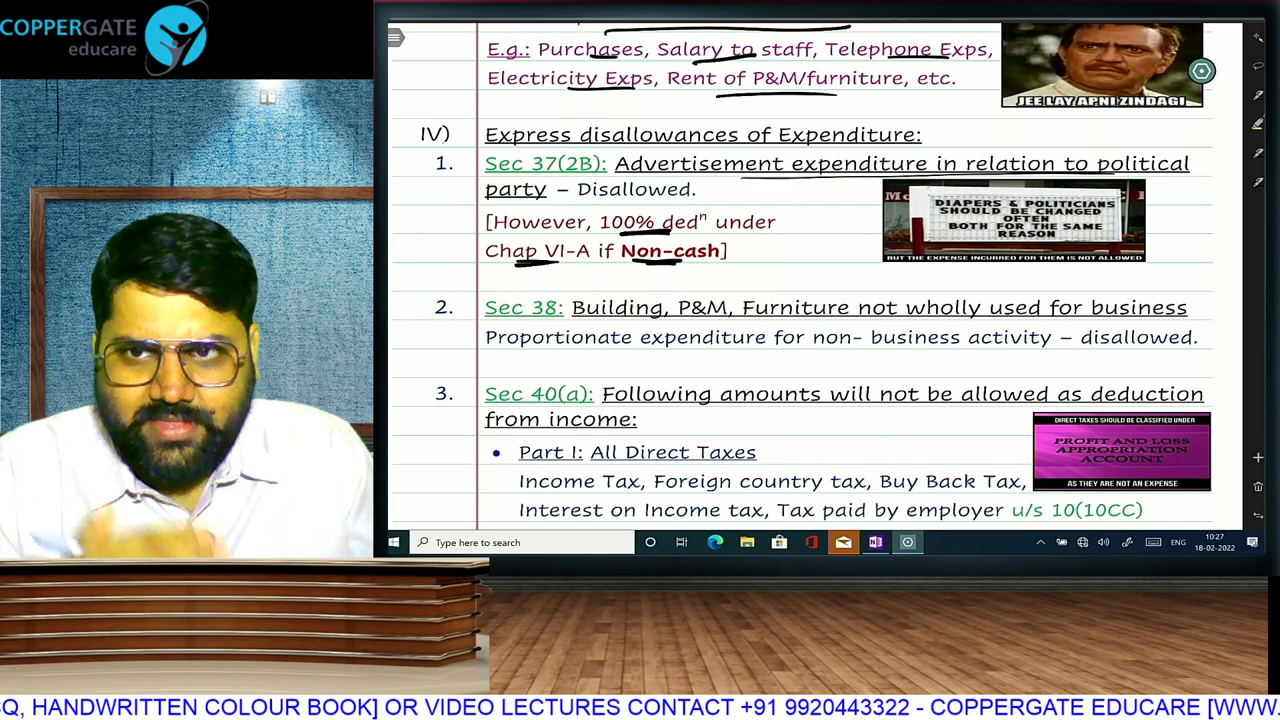 COPPERGATE
educare
E.g.: Purchases, Salary to staff, Telephone Exps,
Electricity Exps, Rent of P&M/furniture, etc.
JEE LAY APNI ZINDAGI
IV) Express disallowances of Expenditure:
1. Sec 37(2B): Advertisement expenditure in relation to political
party – Disallowed.
[However, 100% dedⁿ under
Chap VI-A if Non-cash]
DIAPERS & POLITICIANS
SHOULD BE CHANGED
OFTEN
BOTH FOR THE SAME
REASON
BUT THE EXPENSE INCURRED FOR THEM IS NOT ALLOWED
2. Sec 38: Building, P&M, Furniture not wholly used for business
Proportionate expenditure for non- business activity – disallowed.
3. Sec 40(a): Following amounts will not be allowed as deduction
from income:
• Part I: All Direct Taxes
Income Tax, Foreign country tax, Buy Back Tax,
Interest on Income tax, Tax paid by employer u/s 10(10CC)
DIRECT TAXES SHOULD BE CLASSIFIED UNDER
PROFIT AND LOSS
APPROPRIATION
ACCOUNT
AS THEY ARE NOT AN EXPENSE
Type here to search
ENG
10:27
18-02-2022
CQ, HANDWRITTEN COLOUR BOOK] OR VIDEO LECTURES CONTACT +91 9920443322 - COPPERGATE EDUCARE [WWW.